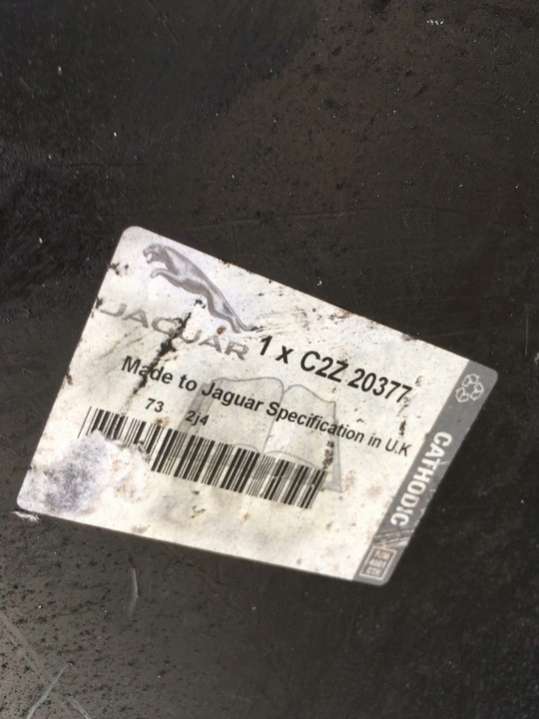 JAGUAR
1 x C2Z 20377
Made to Jaguar Specification in U.K
73 2j4
CATHODIC